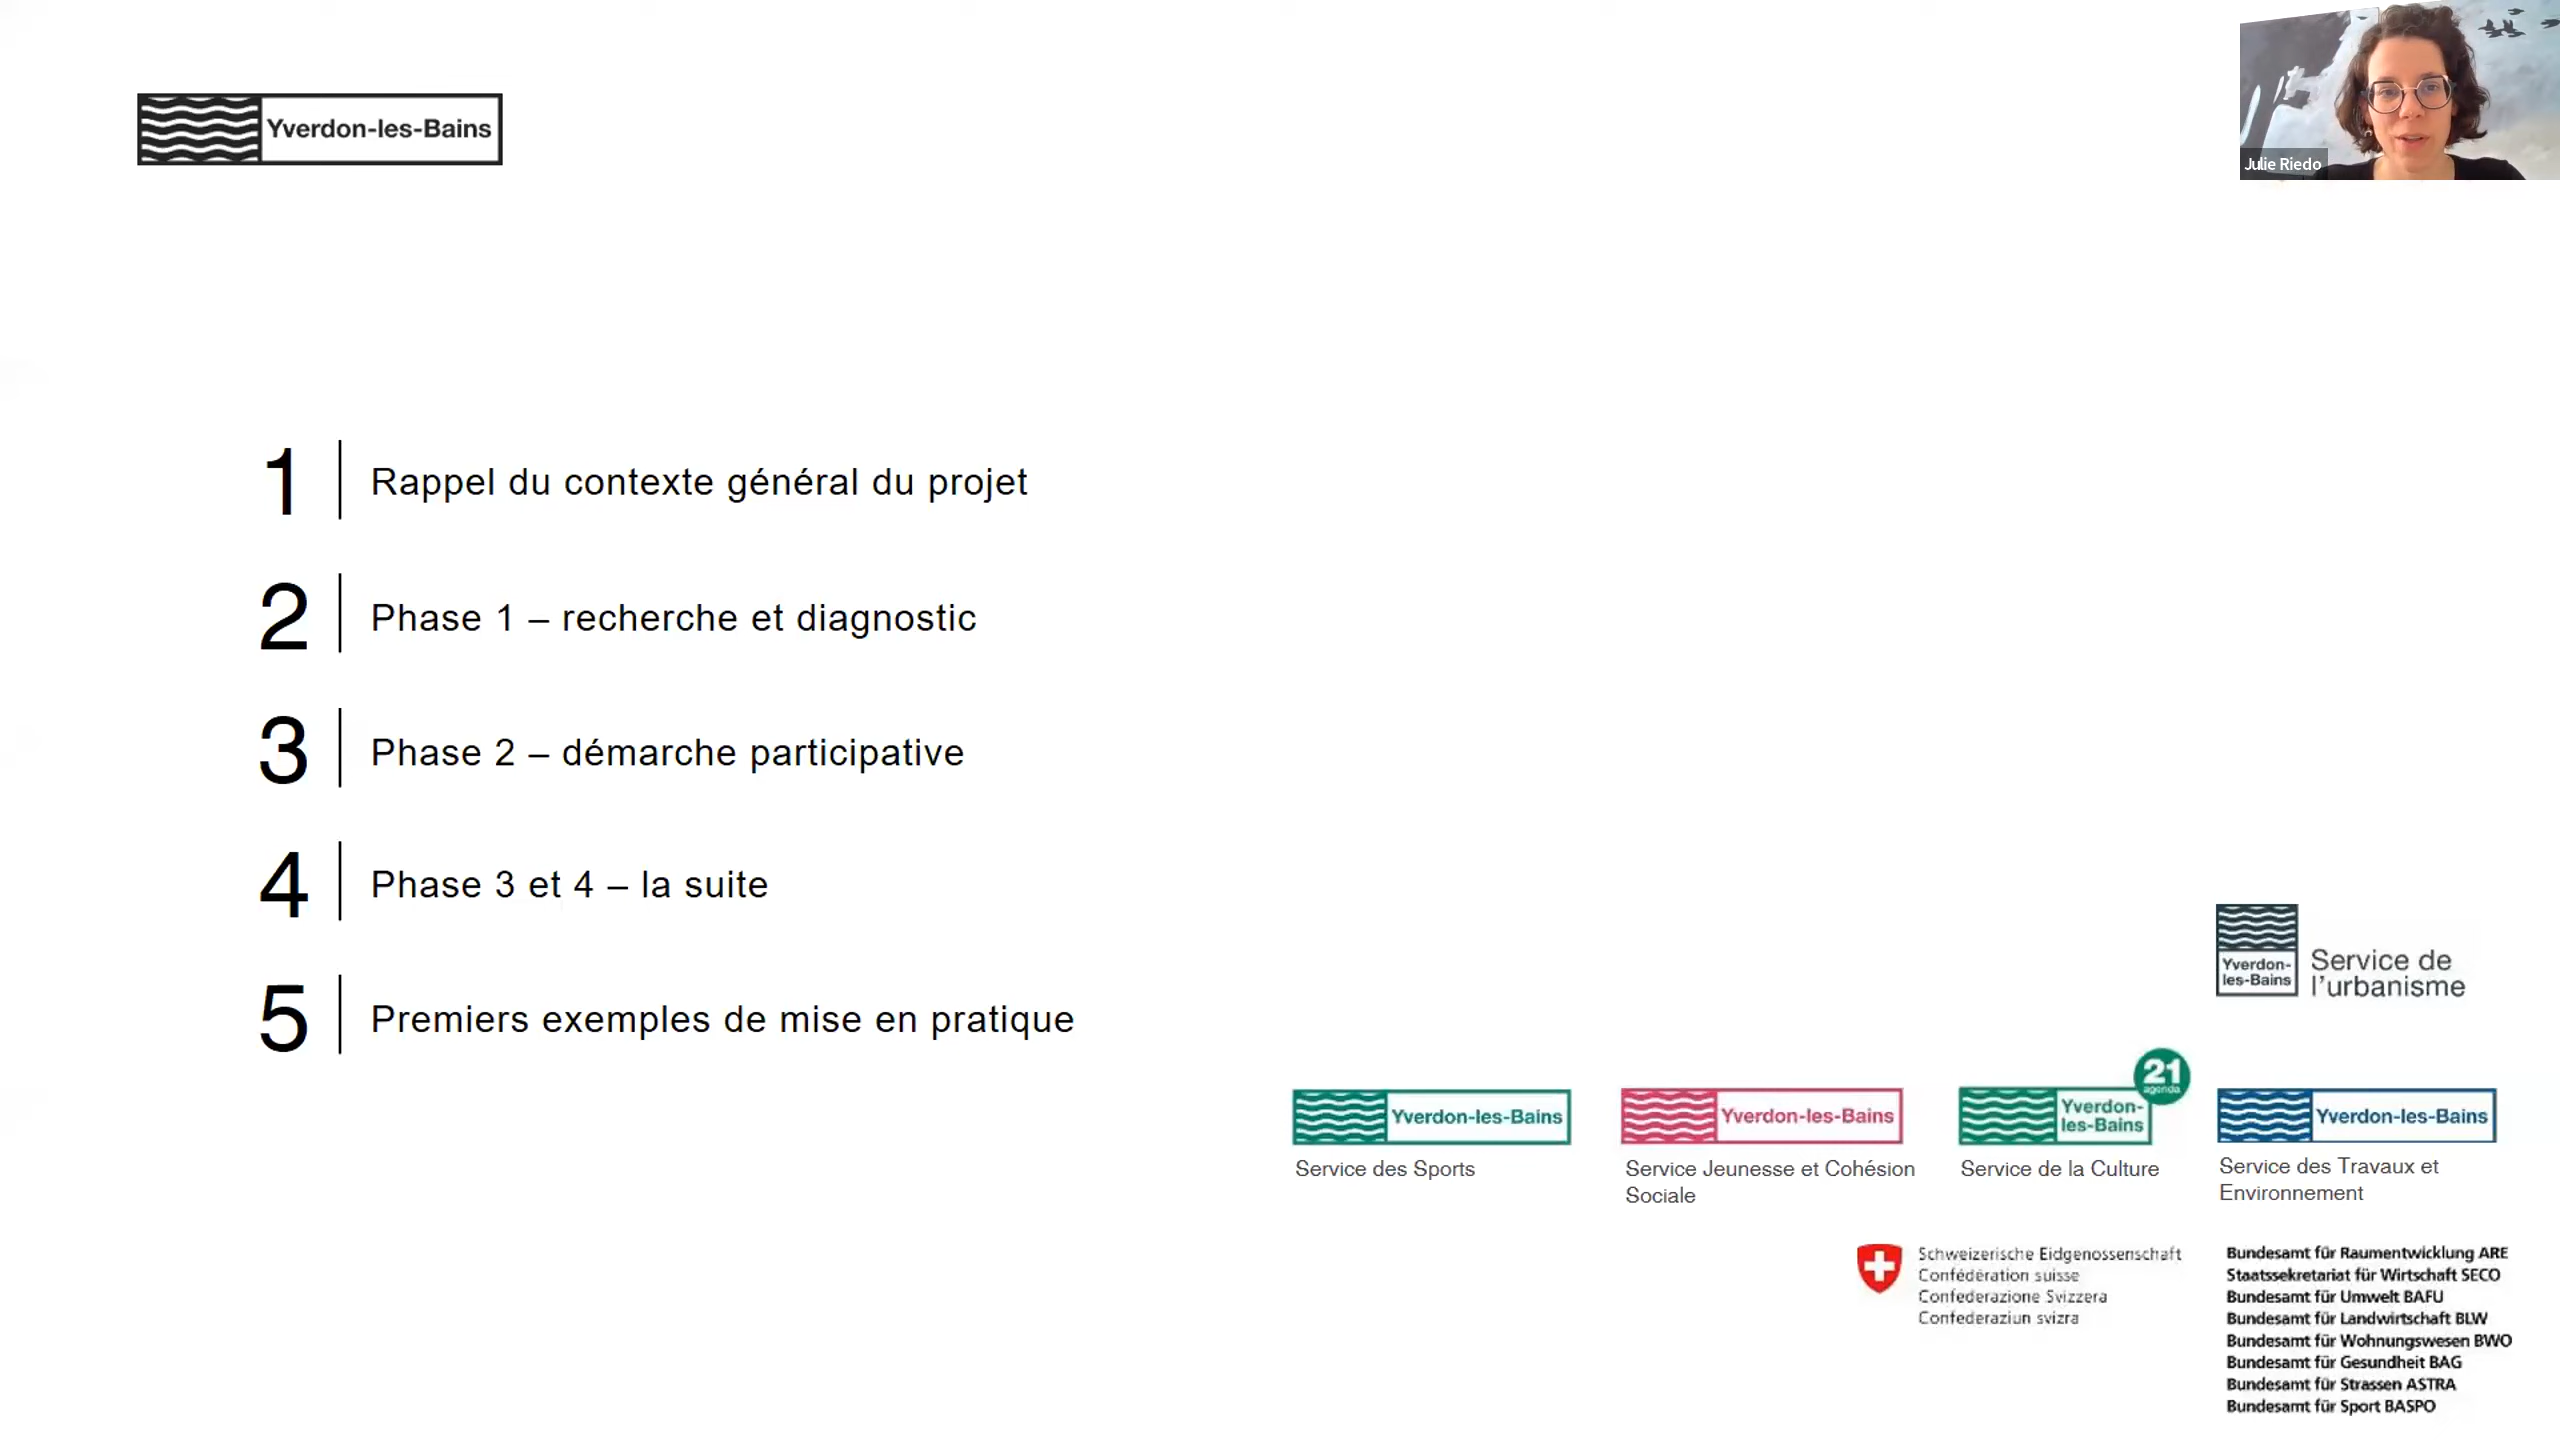 Yverdon-les-Bains
Julie Riedo
1 Rappel du contexte général du projet
2 Phase 1 – recherche et diagnostic
3 Phase 2 – démarche participative
4 Phase 3 et 4 – la suite
5 Premiers exemples de mise en pratique
Yverdon-
les-Bains
Service de
l'urbanisme
Yverdon-les-Bains
Service des Sports
Yverdon-les-Bains
Service Jeunesse et Cohésion
Sociale
21
agenda
Yverdon-
les-Bains
Service de la Culture
Yverdon-les-Bains
Service des Travaux et
Environnement
Schweizerische Eidgenossenschaft
Confédération suisse
Confederazione Svizzera
Confederaziun svizra
Bundesamt für Raumentwicklung ARE
Staatssekretariat für Wirtschaft SECO
Bundesamt für Umwelt BAFU
Bundesamt für Landwirtschaft BLW
Bundesamt für Wohnungswesen BWO
Bundesamt für Gesundheit BAG
Bundesamt für Strassen ASTRA
Bundesamt für Sport BASPO